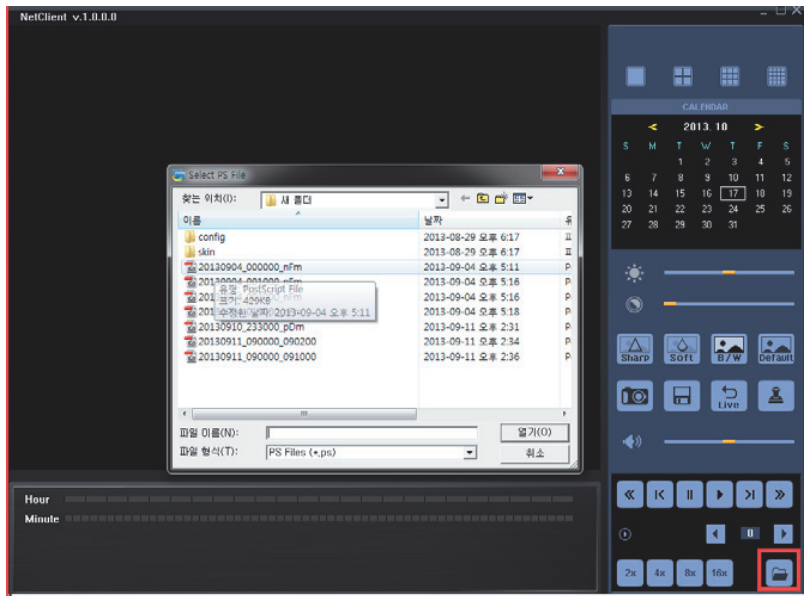 NetClient v.1.0.0.0
CALENDAR
< 2013. 10 >
S M T W T F S
1 2 3 4 5
6 7 8 9 10 11 12
13 14 15 16 17 18 19
20 21 22 23 24 25 26
27 28 29 30 31
Select PS File
찾는 위치(I): 새 폴더
이름 날짜
config 2013-08-29 오후 6:17
skin 2013-08-29 오후 6:17
20130904_000000_nFm 2013-09-04 오후 5:11
2013-09-04 오후 5:16
유형: PostScript File
2013-09-04 오후 5:16
크기: 429KB
수정한 날짜: 2013-09-04 오후 5:11
2013-09-04 오후 5:18
20130910_233000_pDm 2013-09-11 오후 2:31
20130911_090000_090200 2013-09-11 오후 2:34
20130911_090000_091000 2013-09-11 오후 2:36
파일 이름(N): 열기(O)
파일 형식(T): PS Files (*.ps) 취소
Sharp Soft B/W Default
Live
Hour
Minute
0
2x 4x 8x 16x